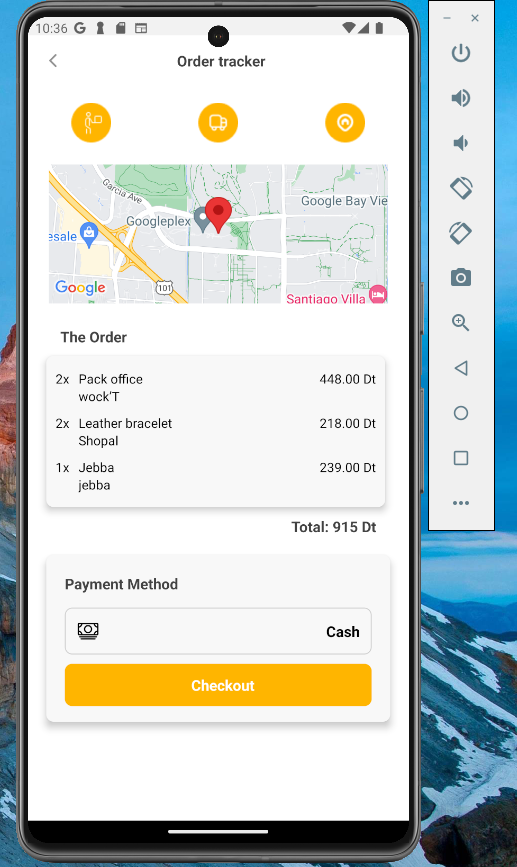 10:36
Order tracker
Garcia Ave
Google Bay Vie
Googleplex
esale
Google
101
Santiago Villa
The Order
2x Pack office 448.00 Dt
wock'T
2x Leather bracelet 218.00 Dt
Shopal
1x Jebba 239.00 Dt
jebba
Total: 915 Dt
Payment Method
Cash
Checkout